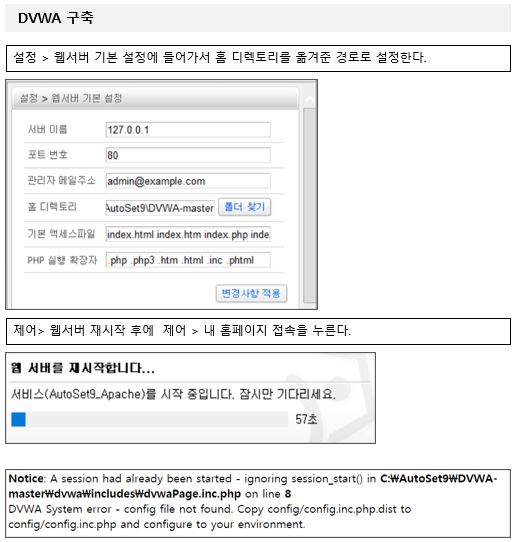 DVWA 구축
설정 > 웹서버 기본 설정에 들어가서 홈 디렉토리를 옮겨준 경로로 설정한다.
설정 > 웹서버 기본 설정
서버 이름 127.0.0.1
포트 번호 80
관리자 메일주소 admin@example.com
홈 디렉토리 AutoSet9\DVWA-master 폴더 찾기
기본 액세스파일 index.html index.htm index.php inde
PHP 실행 확장자 .php .php3 .htm .html .inc .phtml
변경사항 적용
제어> 웹서버 재시작 후에 제어 > 내 홈페이지 접속을 누른다.
웹 서버를 재시작합니다...
서비스(AutoSet9_Apache)를 시작 중입니다. 잠시만 기다리세요.
57초
Notice: A session had already been started - ignoring session_start() in C:₩AutoSet9₩DVWA-
master₩dvwa₩includes₩dvwaPage.inc.php on line 8
DVWA System error - config file not found. Copy config/config.inc.php.dist to
config/config.inc.php and configure to your environment.